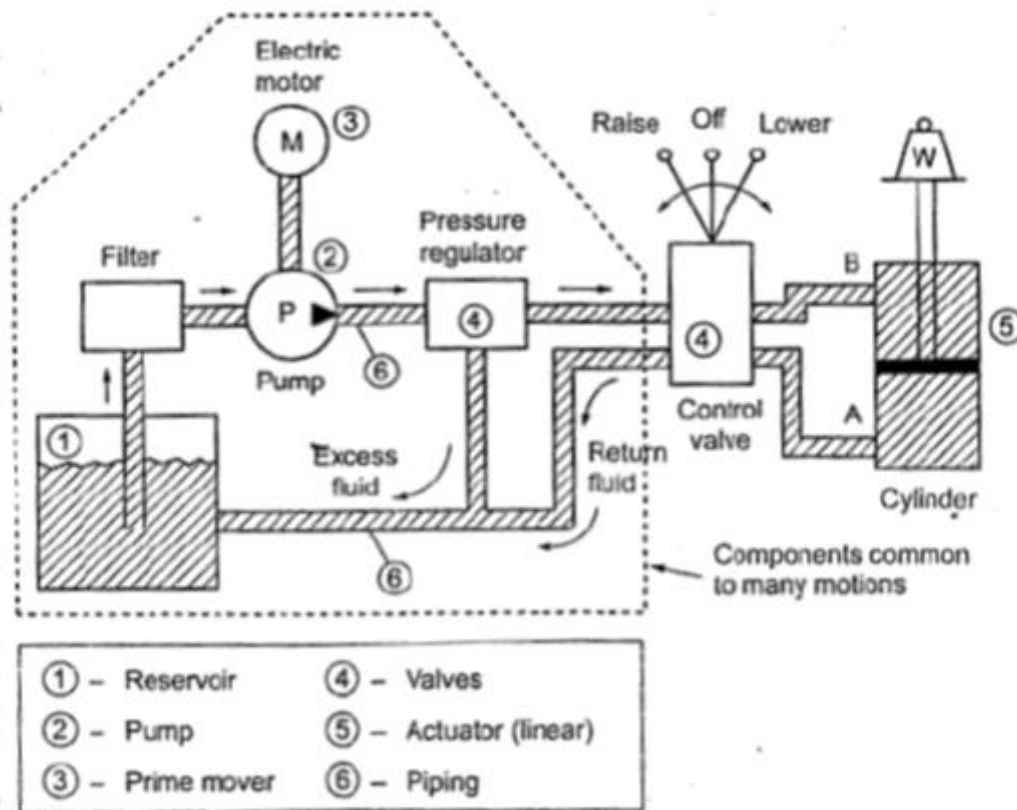 Electric
motor
M
③
Raise Off Lower
W
Pressure
regulator
Filter
②
P
④
B
⑤
⑥
Pump
④
A
Control
valve
①
Excess
fluid
Return
fluid
Cylinder
⑥
Components common
to many motions
① – Reservoir
② – Pump
③ – Prime mover
④ – Valves
⑤ – Actuator (linear)
⑥ – Piping